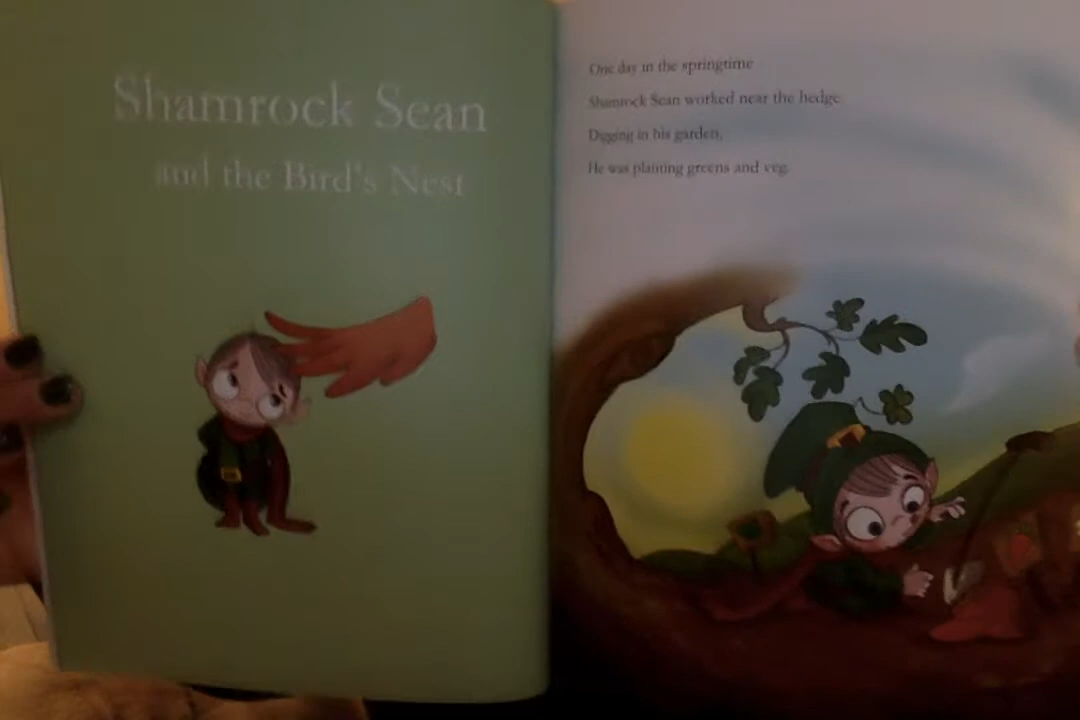 Shamrock Sean
and the Bird's Nest
One day in the springtime
Shamrock Sean worked near the hedge
Digging in his garden,
He was planting greens and veg.